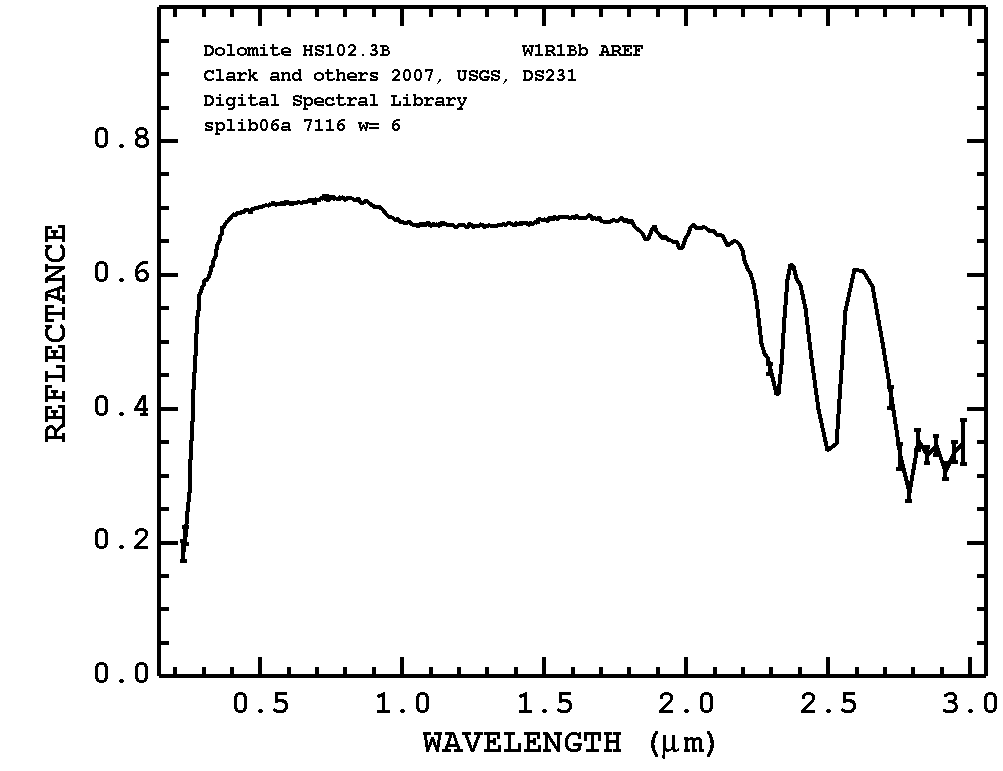 Dolomite HS102.3B W1R1Bb AREF
Clark and others 2007, USGS, DS231
Digital Spectral Library
splib06a 7116 w= 6
0.8
0.6
0.4
0.2
0.0
REFLECTANCE
0.5 1.0 1.5 2.0 2.5 3.0
WAVELENGTH (μm)